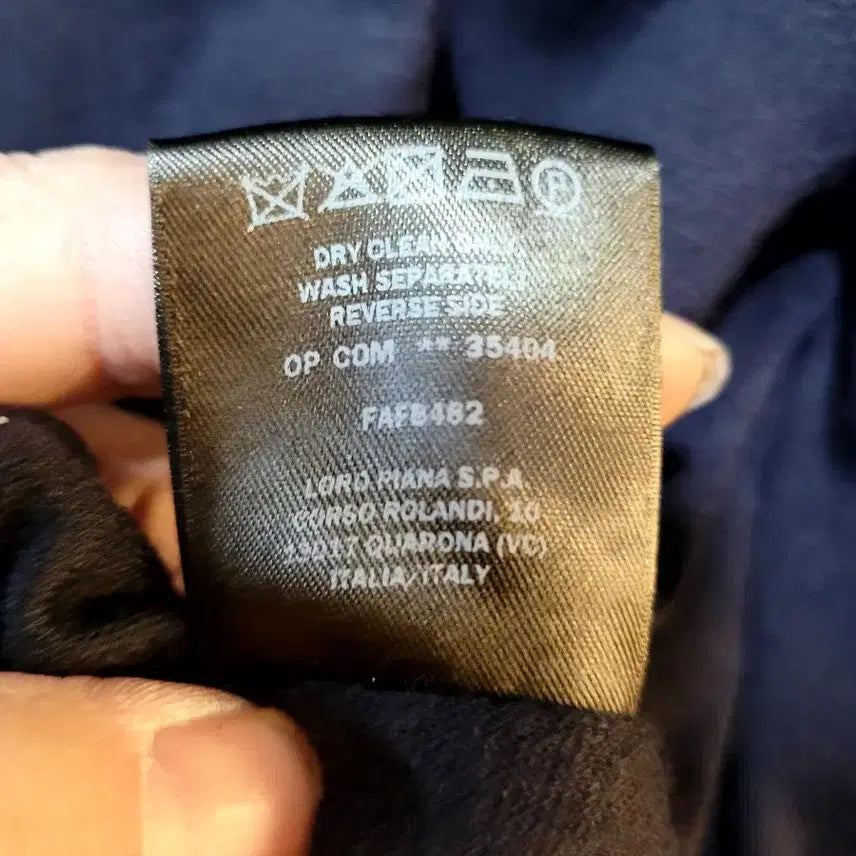 DRY CLEAN ONLY
WASH SEPARATELY
REVERSE SIDE
OP COM ** 35404
FAF8462
LORO PIANA S.P.A.
CORSO ROLANDI, 10
13017 QUARONA (VC)
ITALIA/ITALY